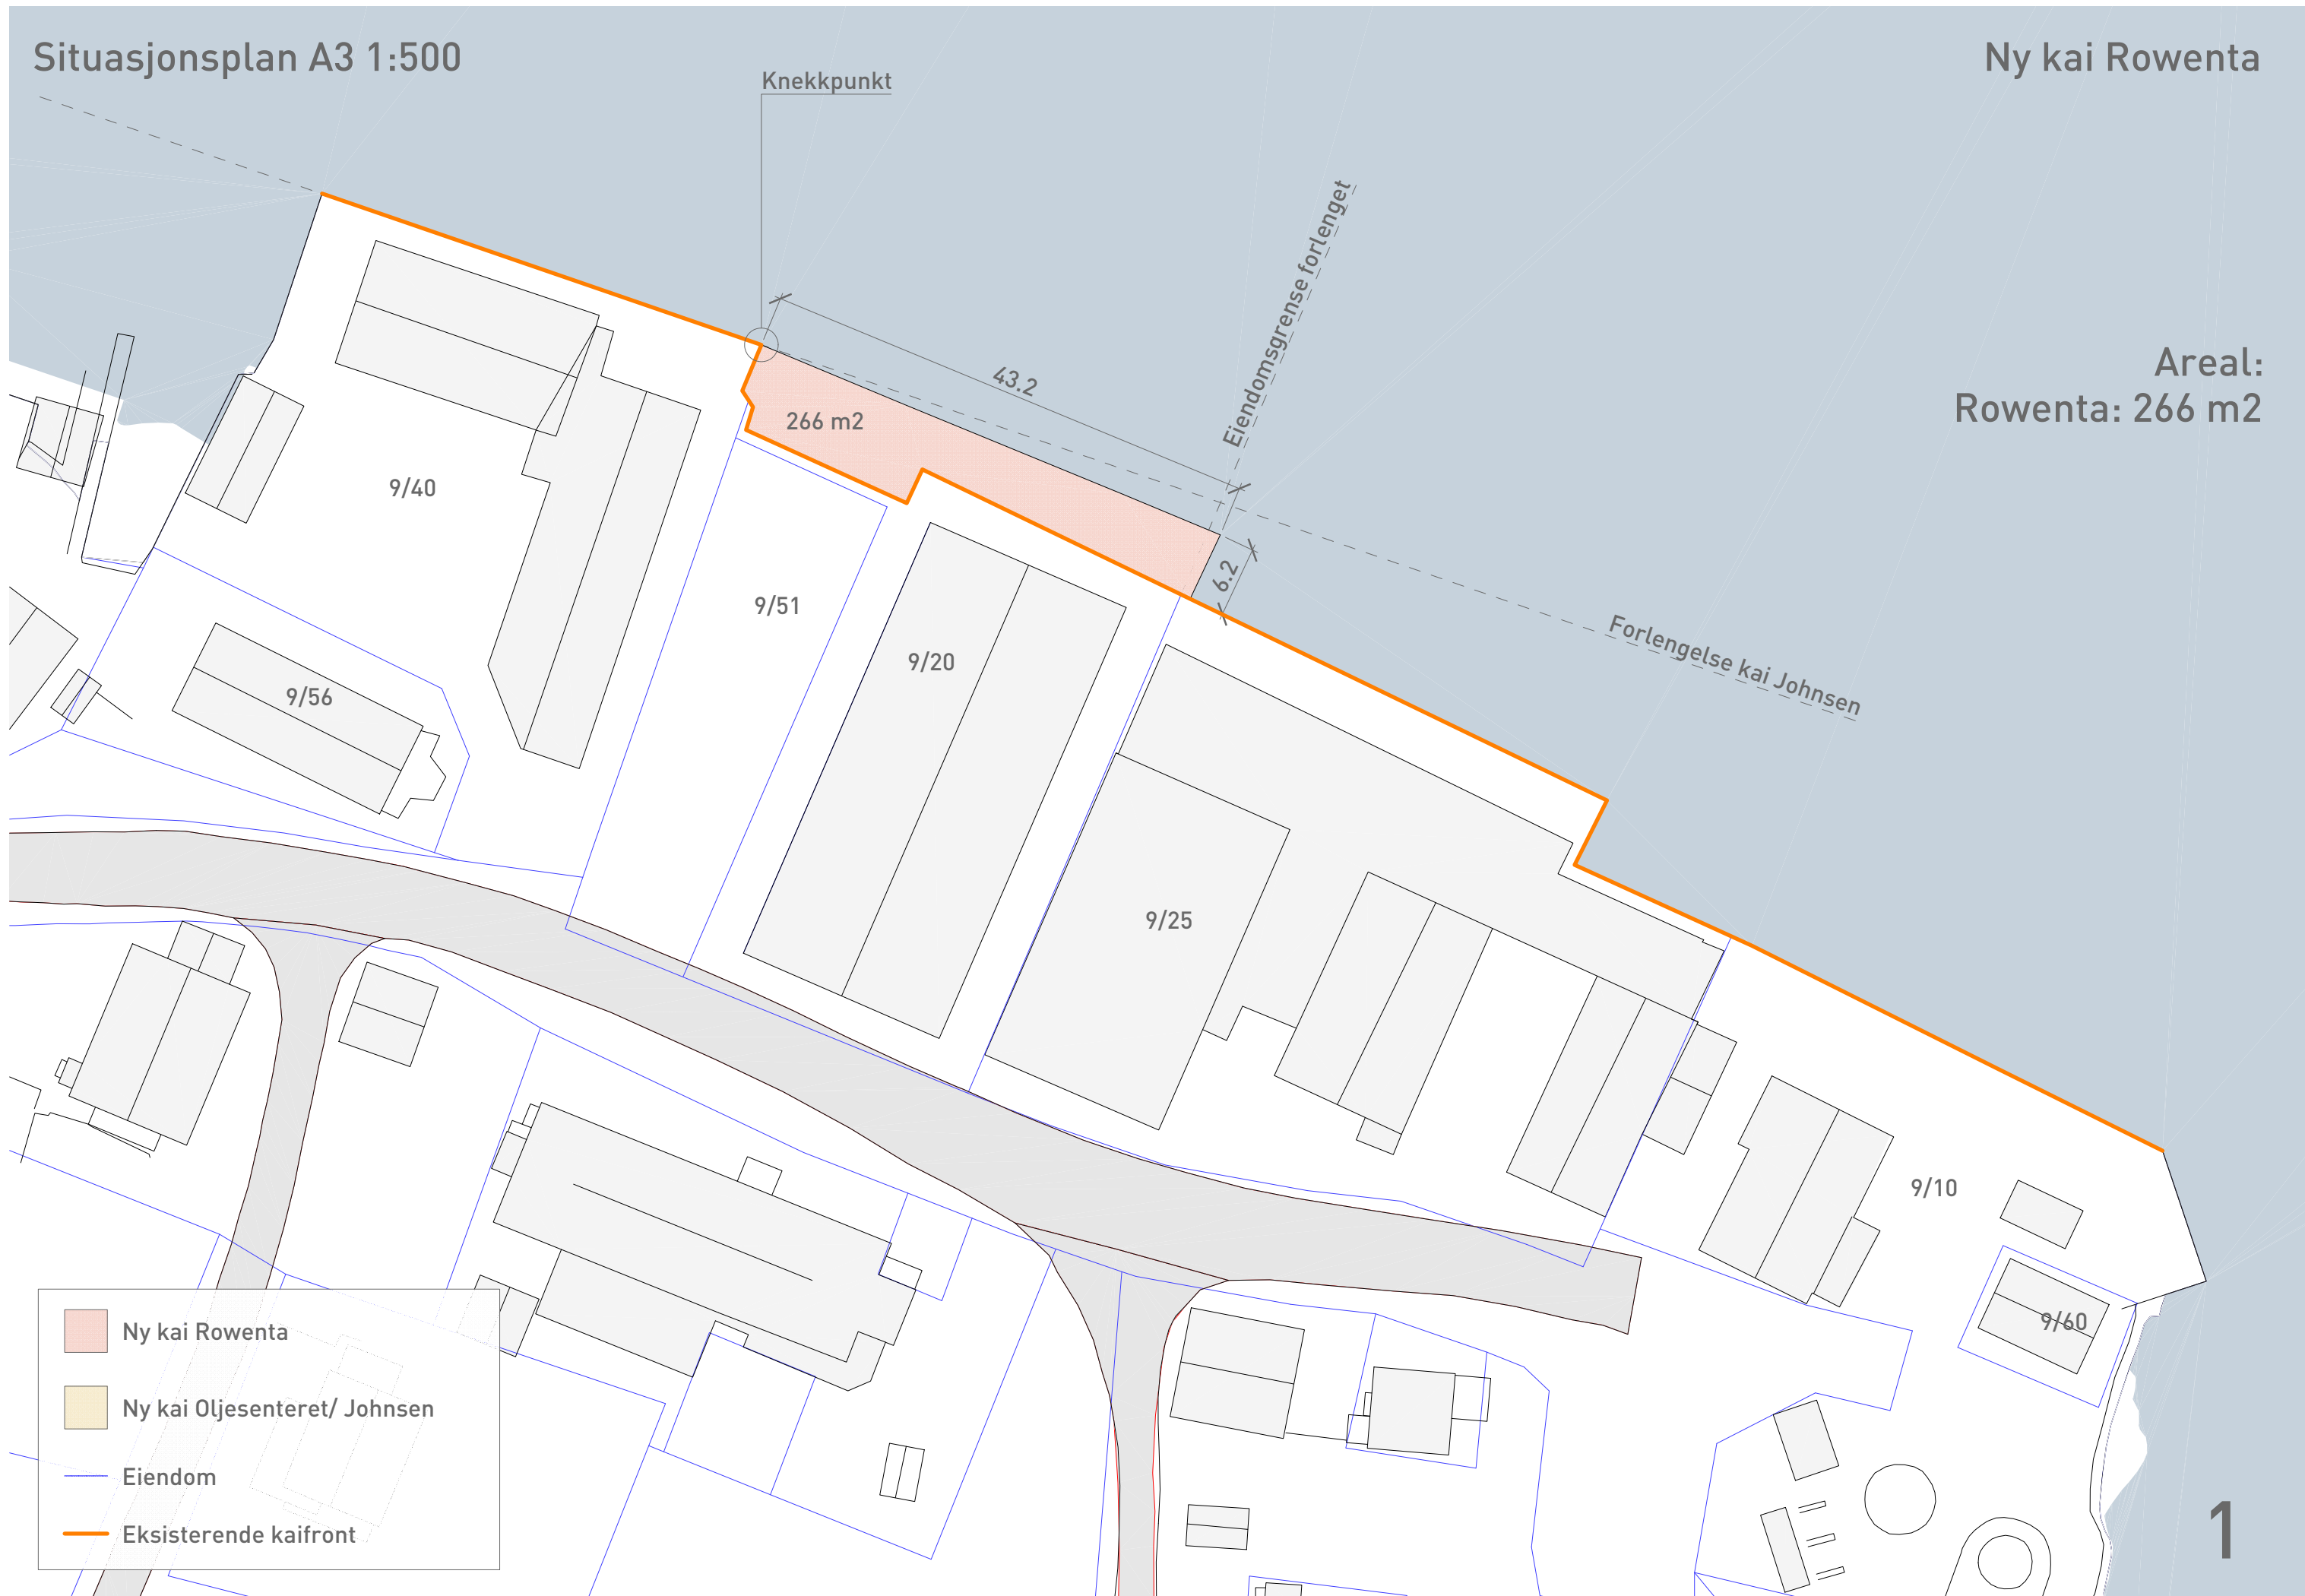 Situasjonsplan A3 1:500
Ny kai Rowenta
Knekkpunkt
Eiendomsgrense forlenget
43.2
Areal:
Rowenta: 266 m2
266 m2
9/40
6.2
9/51
Forlengelse kai Johnsen
9/20
9/56
9/25
9/10
9/60
Ny kai Rowenta
Ny kai Oljesenteret/ Johnsen
Eiendom
Eksisterende kaifront
1